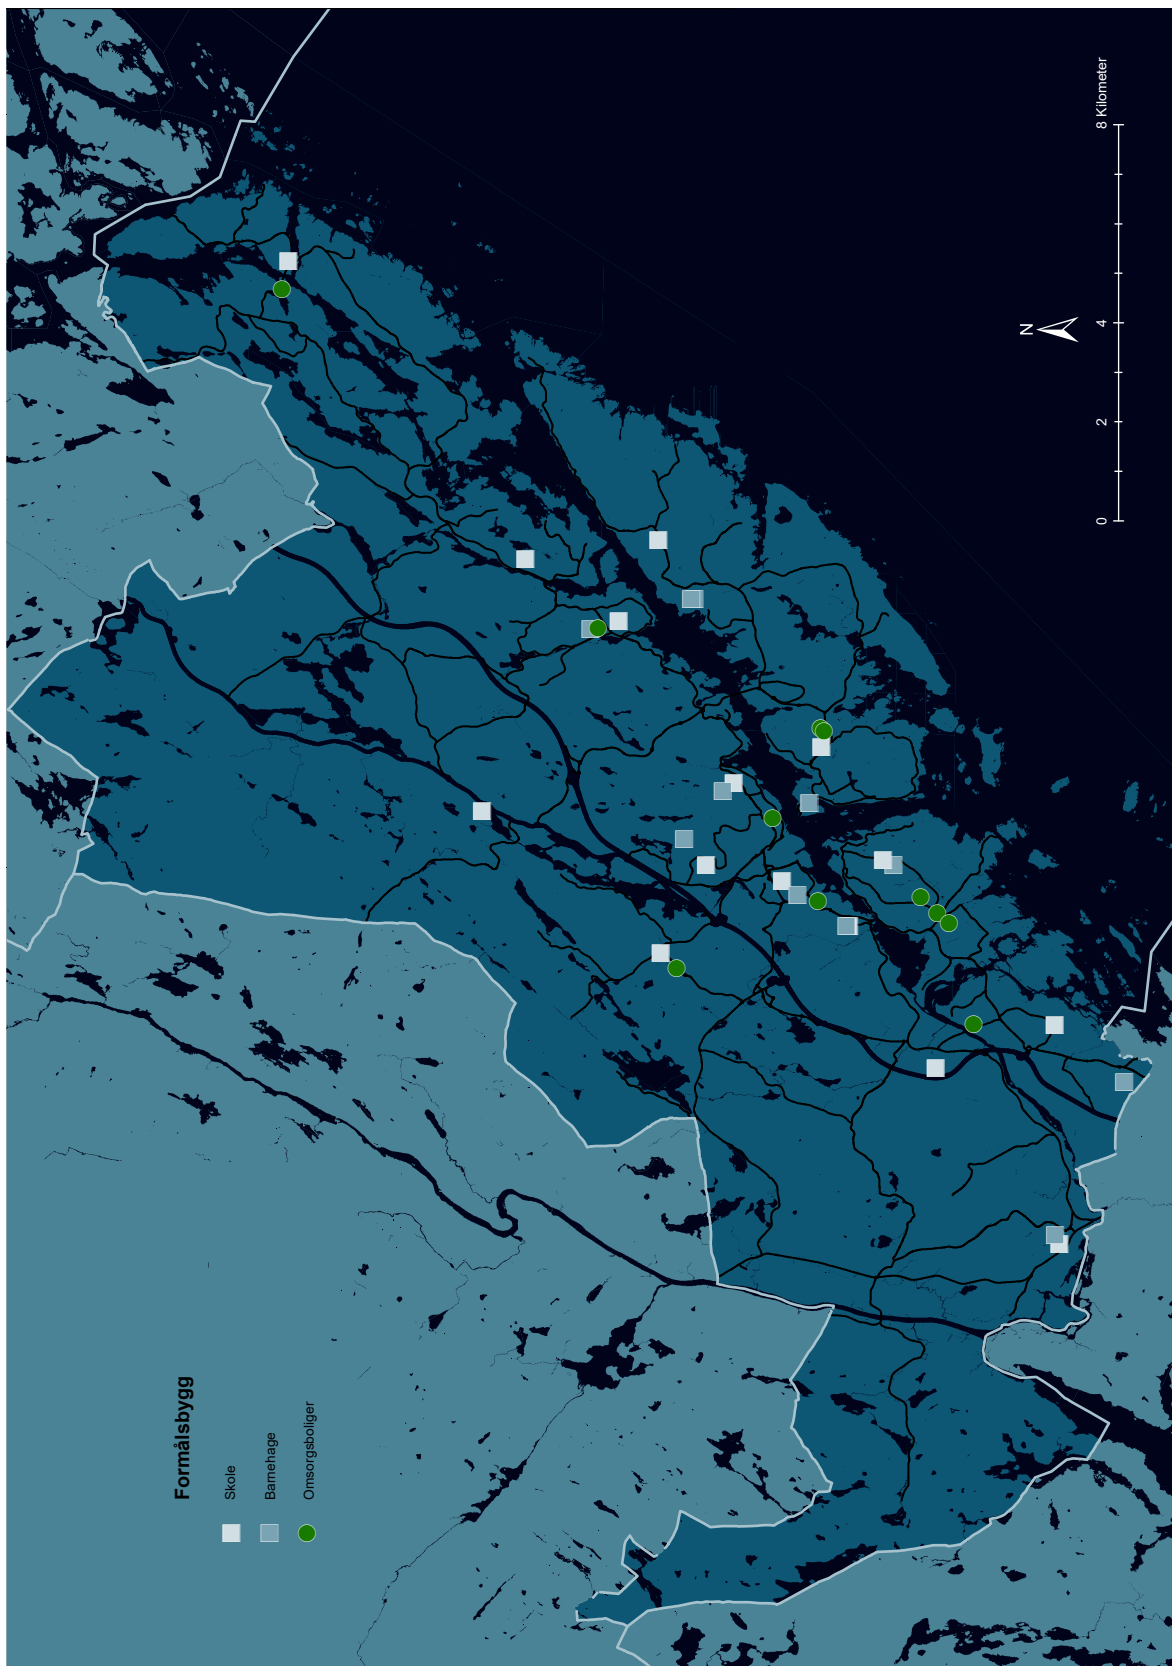 Formålsbygg
Skole
Barnehage
Omsorgsboliger
N
0 2 4 8 Kilometer